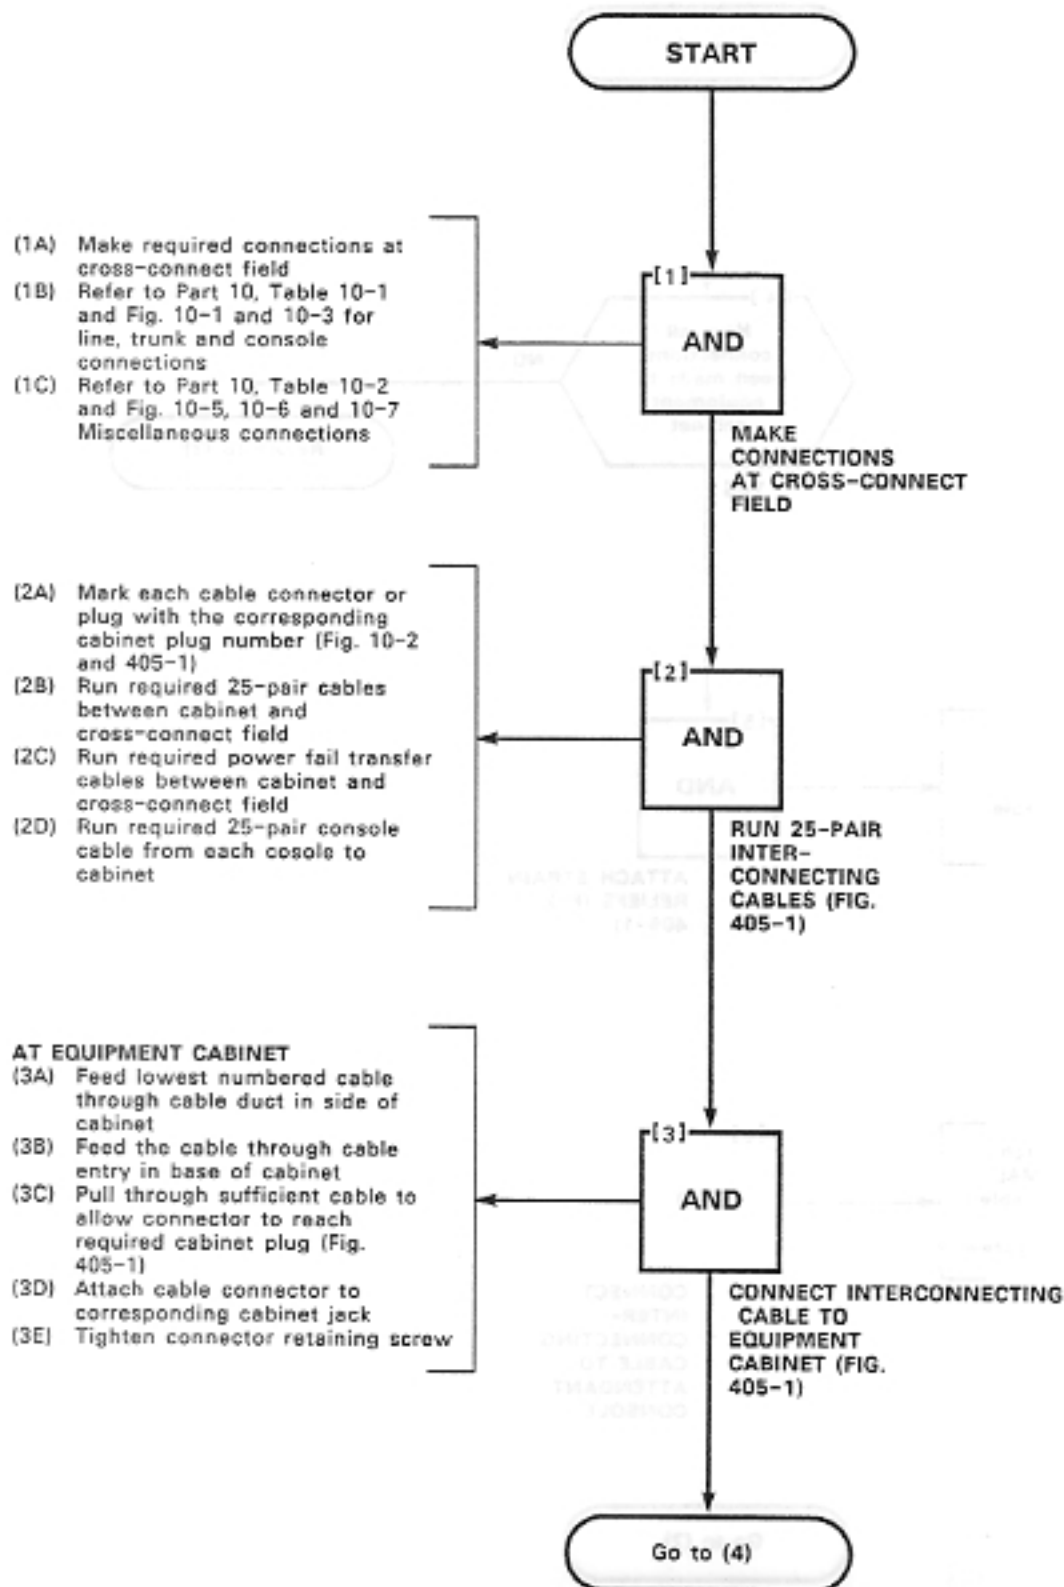 START
(1A) Make required connections at
cross-connect field
(1B) Refer to Part 10, Table 10-1
and Fig. 10-1 and 10-3 for
line, trunk and console
connections
(1C) Refer to Part 10, Table 10-2
and Fig. 10-5, 10-6 and 10-7
Miscellaneous connections
[1]
AND
MAKE
CONNECTIONS
AT CROSS-CONNECT
FIELD
(2A) Mark each cable connector or
plug with the corresponding
cabinet plug number (Fig. 10-2
and 405-1)
(2B) Run required 25-pair cables
between cabinet and
cross-connect field
(2C) Run required power fail transfer
cables between cabinet and
cross-connect field
(2D) Run required 25-pair console
cable from each cosole to
cabinet
[2]
AND
RUN 25-PAIR
INTER-
CONNECTING
CABLES (FIG.
405-1)
AT EQUIPMENT CABINET
(3A) Feed lowest numbered cable
through cable duct in side of
cabinet
(3B) Feed the cable through cable
entry in base of cabinet
(3C) Pull through sufficient cable to
allow connector to reach
required cabinet plug (Fig.
405-1)
(3D) Attach cable connector to
corresponding cabinet jack
(3E) Tighten connector retaining screw
[3]
AND
CONNECT INTERCONNECTING
CABLE TO
EQUIPMENT
CABINET (FIG.
405-1)
Go to (4)